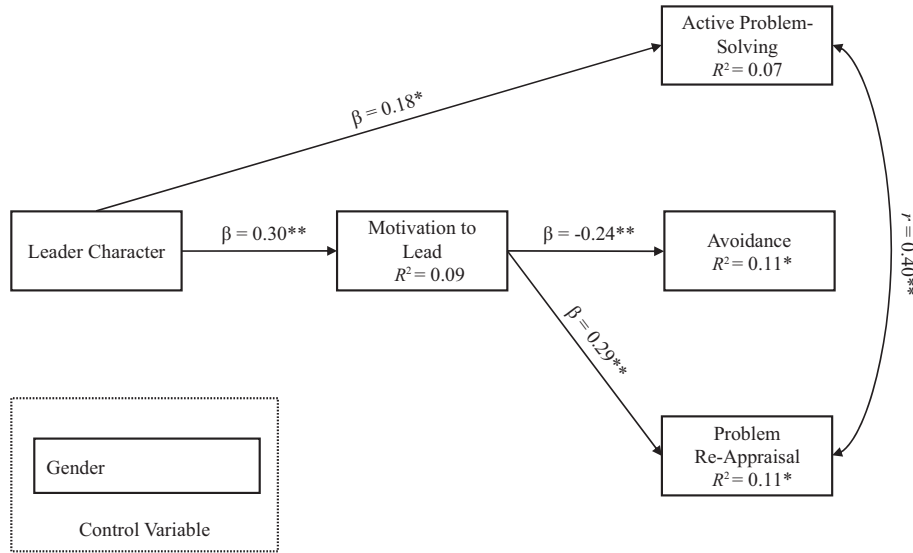 Active Problem-
Solving
R² = 0.07
β = 0.18*
Leader Character
β = 0.30**
Motivation to
Lead
R² = 0.09
β = -0.24**
Avoidance
R² = 0.11*
r = 0.40**
β = 0.29**
Problem
Re-Appraisal
R² = 0.11*
Gender
Control Variable